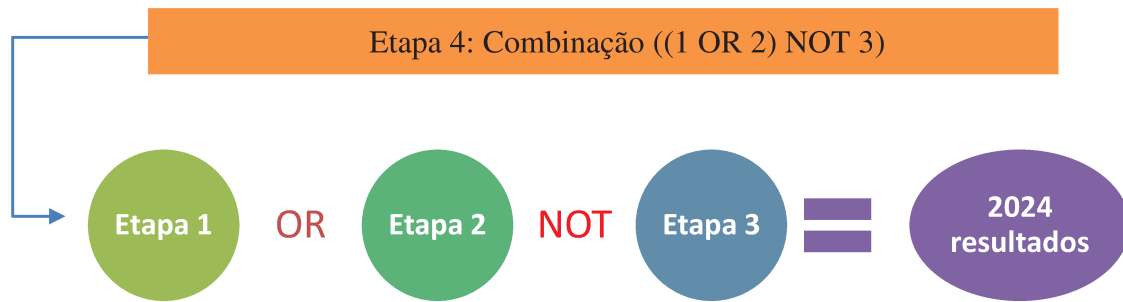 Etapa 4: Combinação ((1 OR 2) NOT 3)
Etapa 1 OR Etapa 2 NOT Etapa 3 = 2024
resultados